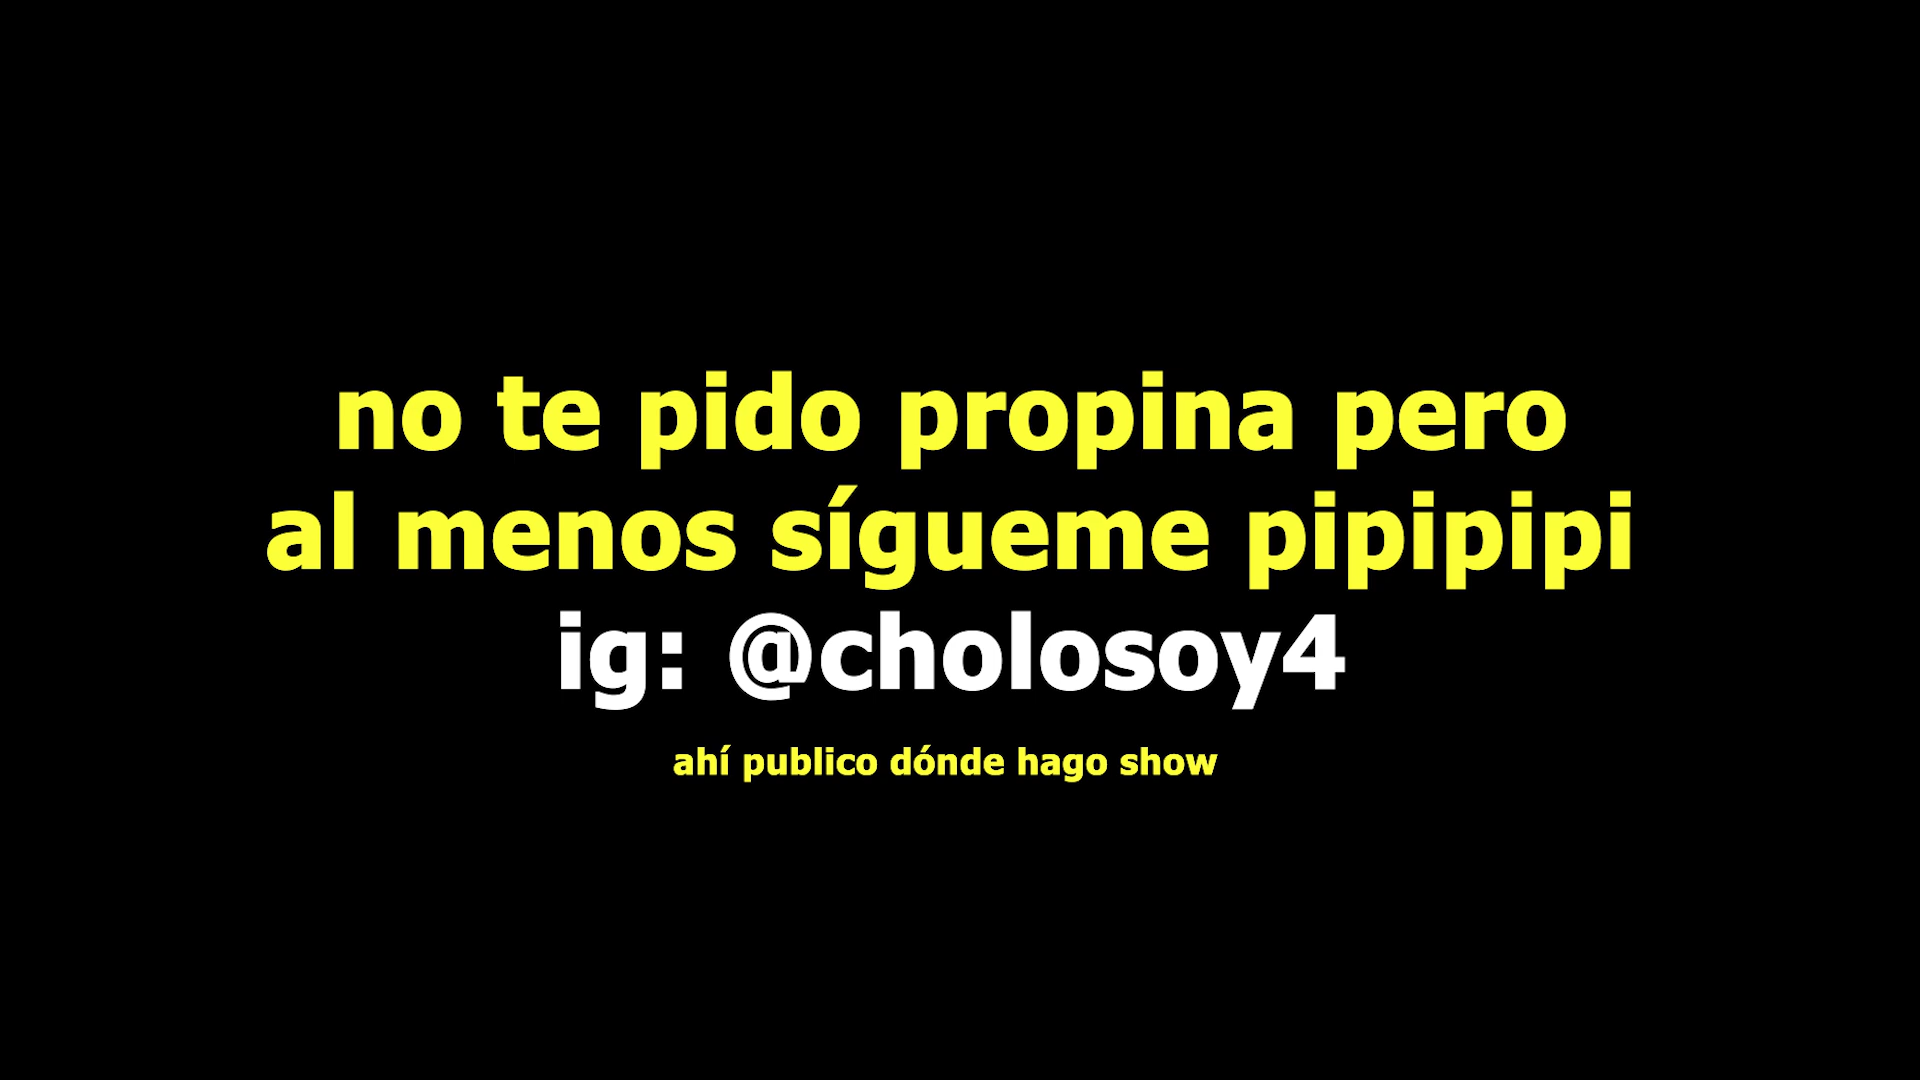 no te pido propina pero
al menos sígueme pipipipi
ig: @cholosoy4
ahí publico dónde hago show